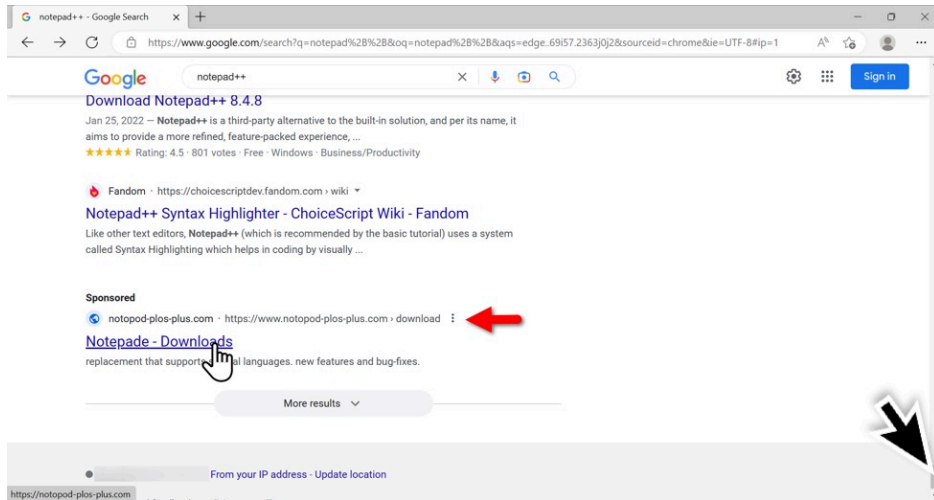 notepad++ - Google Search
https://www.google.com/search?q=notepad%2B%2B&oq=notepad%2B%2B&aqs=edge..69i57.2363j0j2&sourceid=chrome&ie=UTF-8#ip=1
Google
notepad++
Sign in
Download Notepad++ 8.4.8
Jan 25, 2022 — Notepad++ is a third-party alternative to the built-in solution, and per its name, it
aims to provide a more refined, feature-packed experience, ...
Rating: 4.5 · 801 votes · Free · Windows · Business/Productivity
Fandom · https://choicescriptdev.fandom.com › wiki
Notepad++ Syntax Highlighter - ChoiceScript Wiki - Fandom
Like other text editors, Notepad++ (which is recommended by the basic tutorial) uses a system
called Syntax Highlighting which helps in coding by visually ...
Sponsored
notopod-plos-plus.com · https://www.notopod-plos-plus.com › download
Notepade - Downloads
replacement that supports languages. new features and bug-fixes.
More results
From your IP address - Update location
https://notopod-plos-plus.com